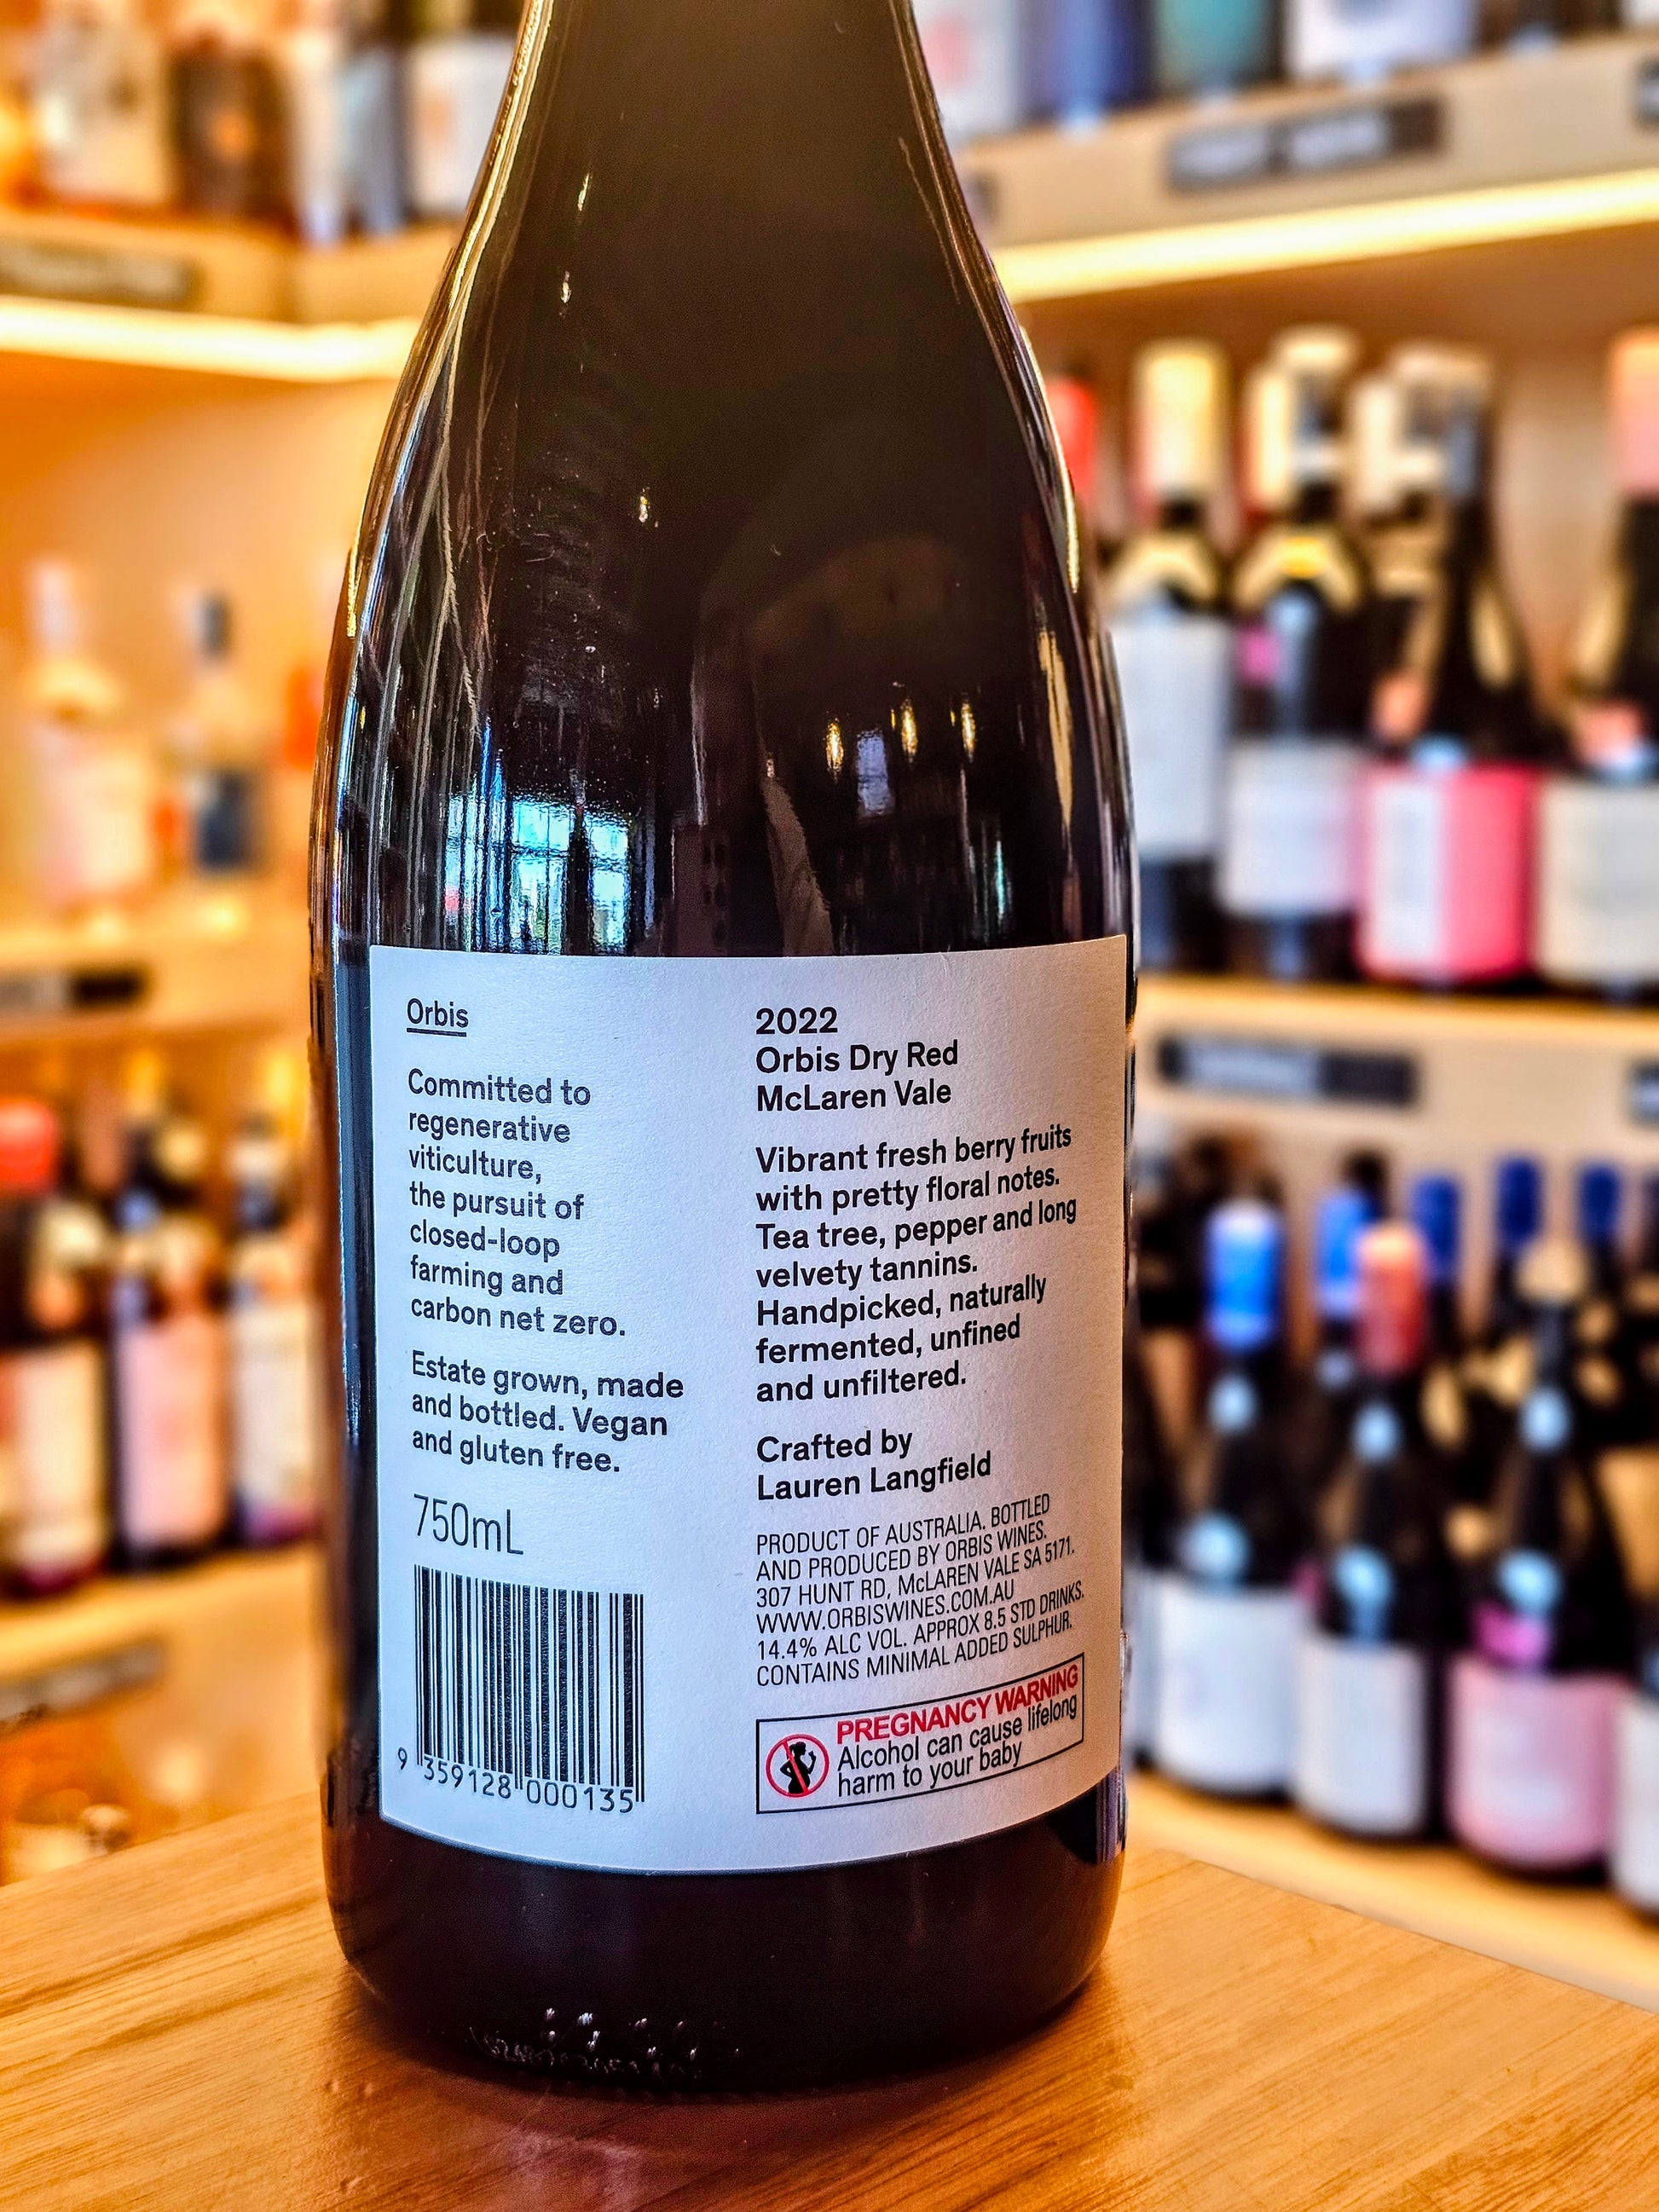 Orbis
Committed to
regenerative
viticulture,
the pursuit of
closed-loop
farming and
carbon net zero.
Estate grown, made
and bottled. Vegan
and gluten free.
750mL
9 359128 000135
2022
Orbis Dry Red
McLaren Vale
Vibrant fresh berry fruits
with pretty floral notes.
Tea tree, pepper and long
velvety tannins.
Handpicked, naturally
fermented, unfined
and unfiltered.
Crafted by
Lauren Langfield
PRODUCT OF AUSTRALIA. BOTTLED
AND PRODUCED BY ORBIS WINES.
307 HUNT RD, McLAREN VALE SA 5171.
WWW.ORBISWINES.COM.AU
14.4% ALC VOL. APPROX 8.5 STD DRINKS.
CONTAINS MINIMAL ADDED SULPHUR.
PREGNANCY WARNING
Alcohol can cause lifelong
harm to your baby